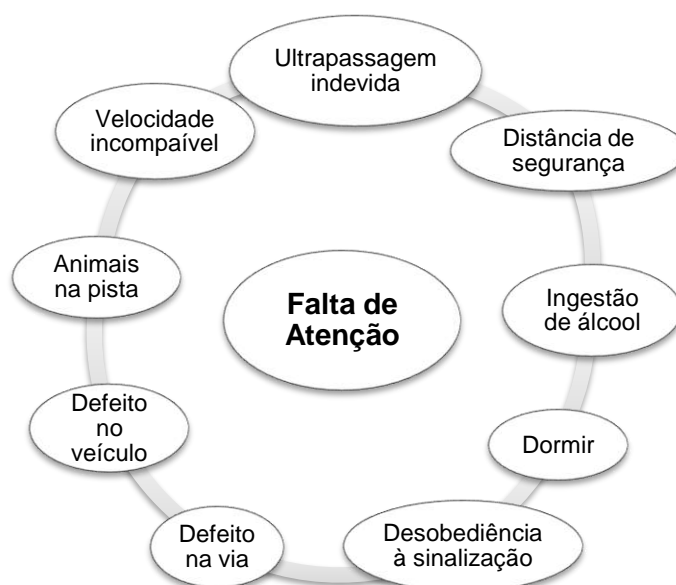 Ultrapassagem
indevida
Velocidade
incompaível
Distância de
segurança
Animais
na pista
Falta de
Atenção
Ingestão
de álcool
Defeito
no
veículo
Dormir
Defeito
na via
Desobediência
à sinalização